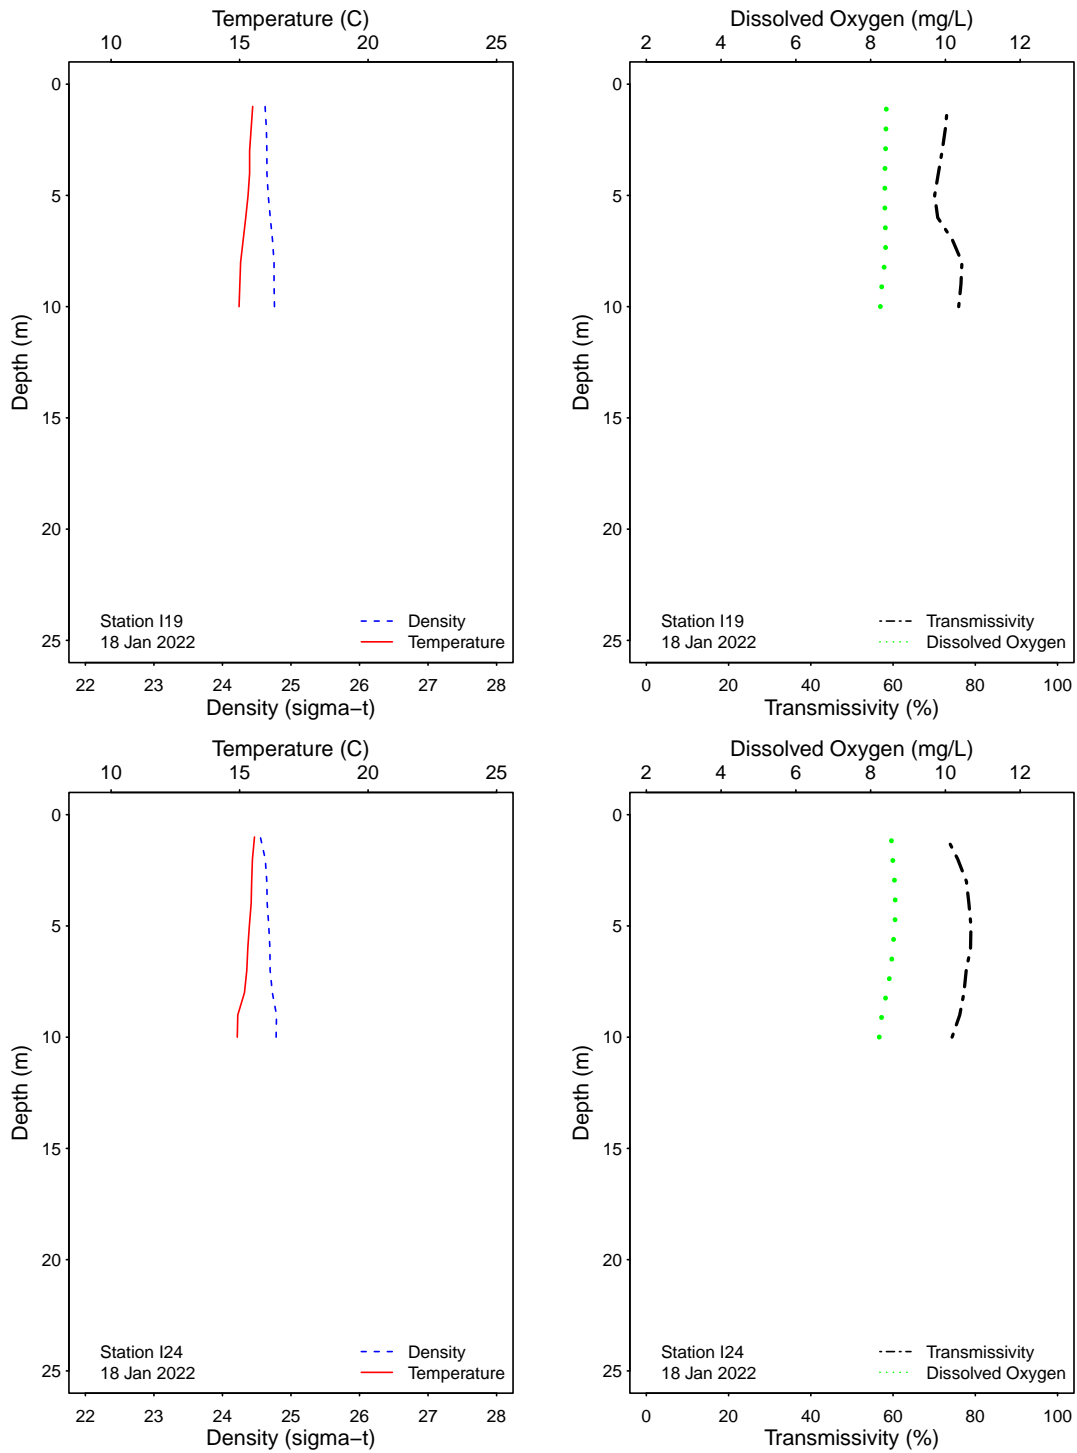 Temperature (C)
10 15 20 25
0
5
10
15
20
25
Depth (m)
Station I19
18 Jan 2022
Density
Temperature
22 23 24 25 26 27 28
Density (sigma−t)
Dissolved Oxygen (mg/L)
2 4 6 8 10 12
0
5
10
15
20
25
Depth (m)
Station I19
18 Jan 2022
Transmissivity
Dissolved Oxygen
0 20 40 60 80 100
Transmissivity (%)
Temperature (C)
10 15 20 25
0
5
10
15
20
25
Depth (m)
Station I24
18 Jan 2022
Density
Temperature
22 23 24 25 26 27 28
Density (sigma−t)
Dissolved Oxygen (mg/L)
2 4 6 8 10 12
0
5
10
15
20
25
Depth (m)
Station I24
18 Jan 2022
Transmissivity
Dissolved Oxygen
0 20 40 60 80 100
Transmissivity (%)